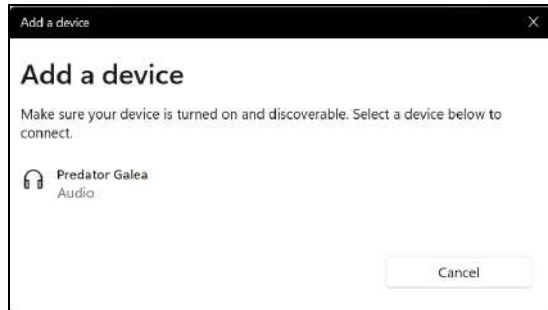 Add a device
Add a device
Make sure your device is turned on and discoverable. Select a device below to
connect.
Predator Galea
Audio
Cancel